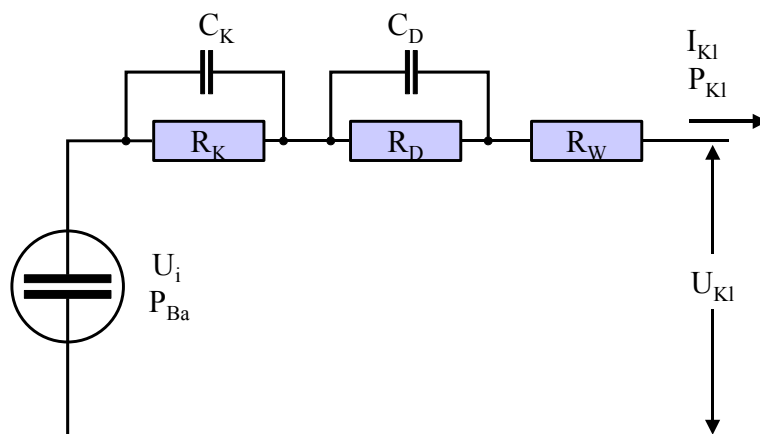 C_K
C_D
I_Kl
P_Kl
R_K
R_D
R_W
U_i
P_Ba
U_Kl